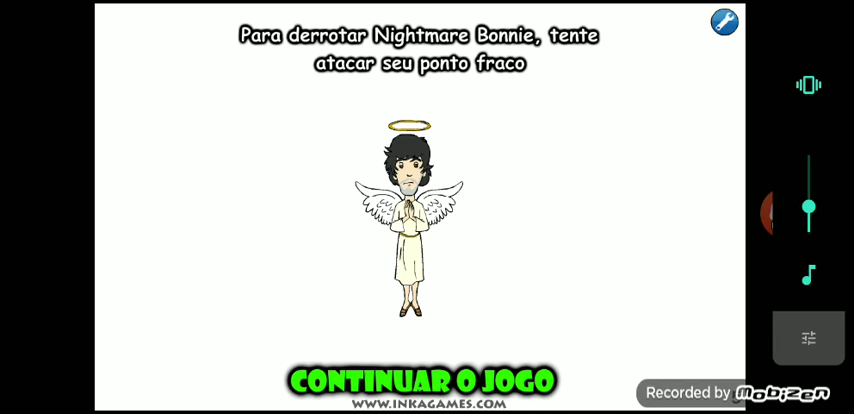 Para derrotar Nightmare Bonnie, tente
atacar seu ponto fraco
CONTINUAR O JOGO
WWW.INKAGAMES.COM
Recorded by MOBIZEN